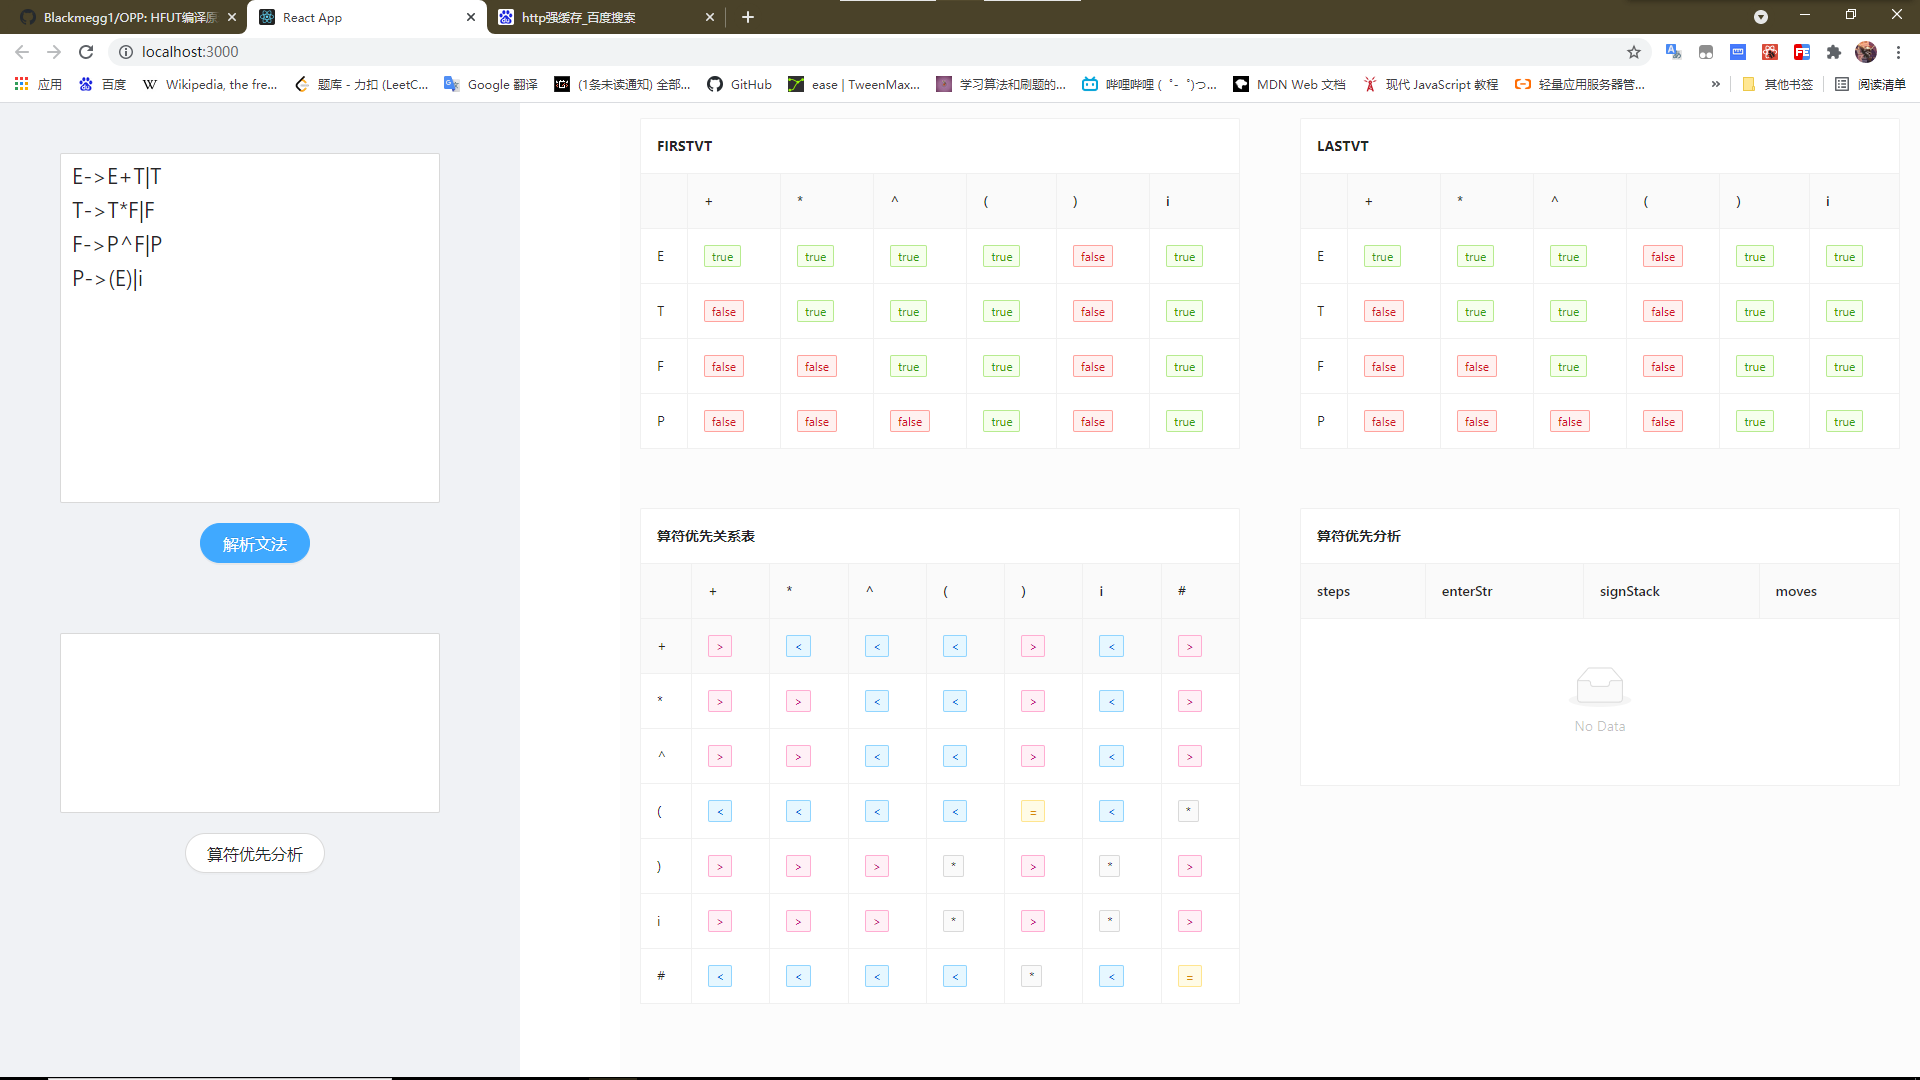 Blackmegg1/OPP: HFUT编译原
React App
http强缓存_百度搜索
localhost:3000
应用
百度
Wikipedia, the fre...
题库 - 力扣 (LeetC...
Google 翻译
(1条未读通知) 全部...
GitHub
ease | TweenMax...
学习算法和刷题的...
哔哩哔哩 ( ゜- ゜)つ...
MDN Web 文档
现代 JavaScript 教程
轻量应用服务器管...
»
其他书签
阅读清单
E->E+T|T
T->T*F|F
F->P^F|P
P->(E)|i
解析文法
算符优先分析
FIRSTVT
+ * ^ ( ) i
E true true true true false true
T false true true true false true
F false false true true false true
P false false false true false true
LASTVT
+ * ^ ( ) i
E true true true false true true
T false true true false true true
F false false true false true true
P false false false false true true
算符优先关系表
+ * ^ ( ) i #
+ > < < < > < >
* > > < < > < >
^ > > < < > < >
( < < < < = < *
) > > > * > * >
i > > > * > * >
# < < < < * < =
算符优先分析
steps enterStr signStack moves
No Data